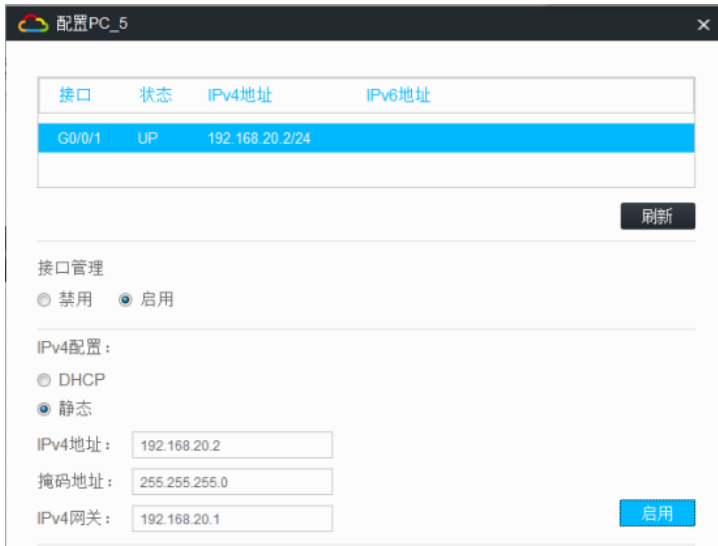 配置PC_5
接口 状态 IPv4地址 IPv6地址
G0/0/1 UP 192.168.20.2/24
刷新
接口管理
禁用 启用
IPv4配置：
DHCP
静态
IPv4地址： 192.168.20.2
掩码地址： 255.255.255.0
IPv4网关： 192.168.20.1
启用